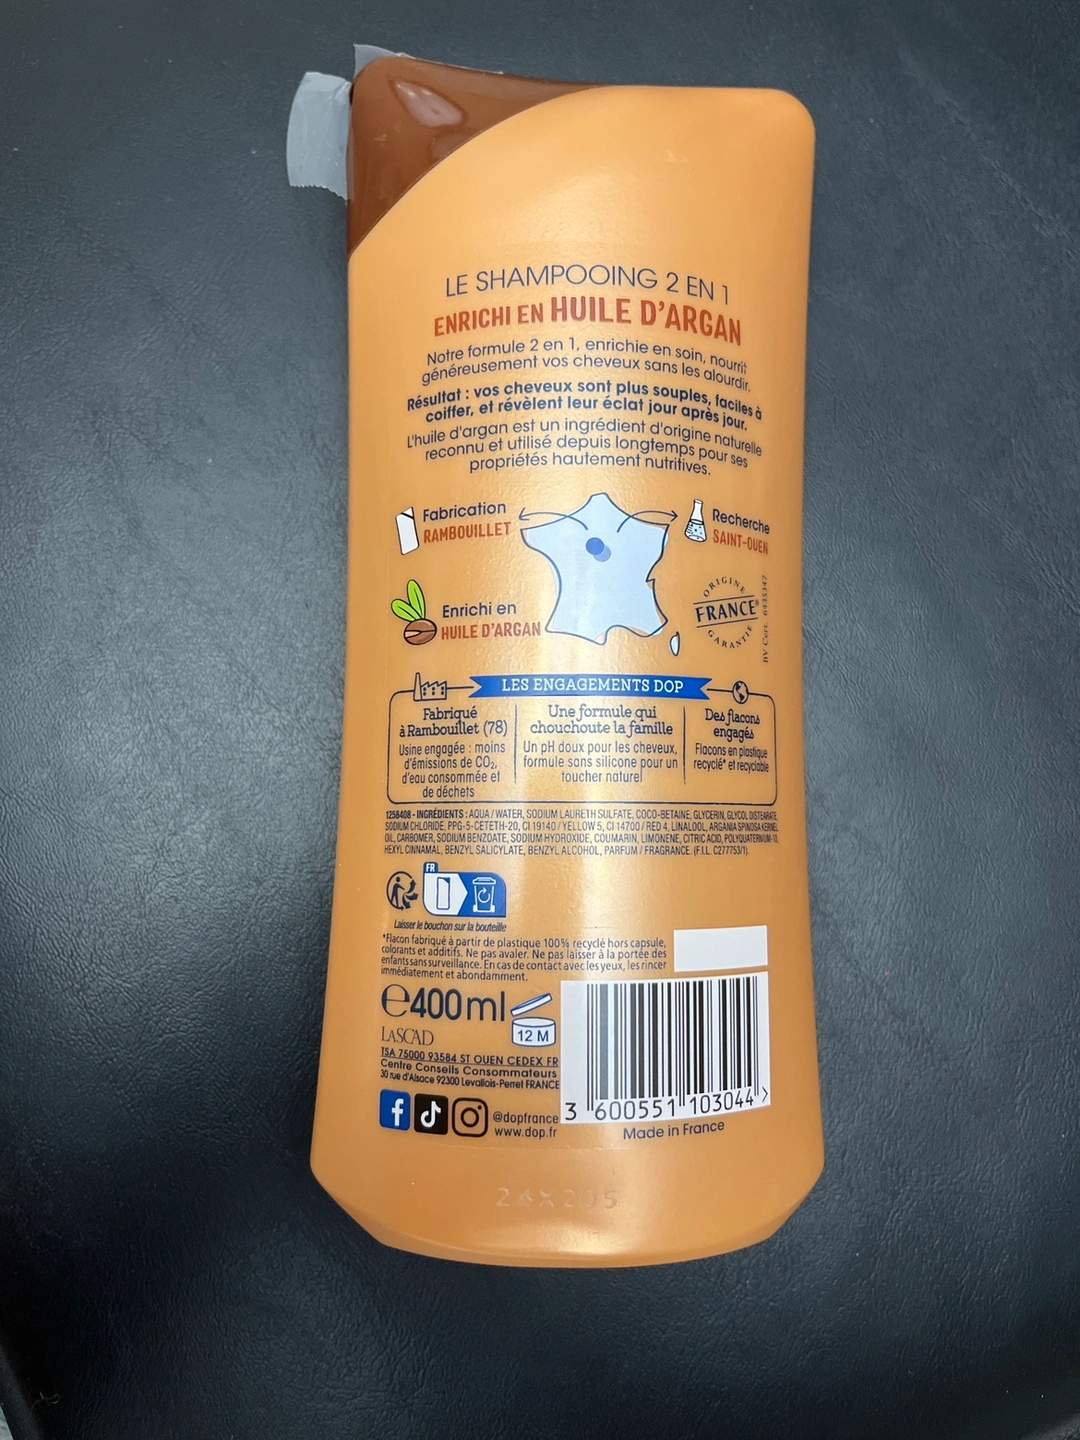 LE SHAMPOOING 2 EN 1
ENRICHI EN HUILE D'ARGAN
Notre formule 2 en 1, enrichie en soin, nourrit
généreusement vos cheveux sans les alourdir.
Résultat : vos cheveux sont plus souples, faciles à
coiffer, et révèlent leur éclat jour après jour.
L'huile d'argan est un ingrédient d'origine naturelle
reconnu et utilisé depuis longtemps pour ses
propriétés hautement nutritives.
Fabrication
RAMBOUILLET
Recherche
SAINT-OUEN
Enrichi en
HUILE D'ARGAN
ORIGINE
FRANCE®
GARANTIE
BV Cert. 6435347
LES ENGAGEMENTS DOP
Fabriqué
à Rambouillet (78)
Usine engagée : moins
d'émissions de CO₂,
d'eau consommée et
de déchets
Une formule qui
chouchoute la famille
Un pH doux pour les cheveux,
formule sans silicone pour un
toucher naturel
Des flacons
engagés
Flacons en plastique
recyclé* et recyclable
1258408 - INGRÉDIENTS : AQUA / WATER, SODIUM LAURETH SULFATE, COCO-BETAINE, GLYCERIN, GLYCOL DISTEARATE,
SODIUM CHLORIDE, PPG-5-CETETH-20, CI 19140 / YELLOW 5, CI 14700 / RED 4, LINALOOL, ARGANIA SPINOSA KERNEL
OIL, CARBOMER, SODIUM BENZOATE, SODIUM HYDROXIDE, COUMARIN, LIMONENE, CITRIC ACID, POLYQUATERNIUM-10,
HEXYL CINNAMAL, BENZYL SALICYLATE, BENZYL ALCOHOL, PARFUM / FRAGRANCE. (F.I.L. C277753/1).
FR
Laisser le bouchon sur la bouteille
*Flacon fabriqué à partir de plastique 100% recyclé hors capsule,
colorants et additifs. Ne pas avaler. Ne pas laisser à la portée des
enfants sans surveillance. En cas de contact avec les yeux, les rincer
immédiatement et abondamment.
℮400ml
12 M
LASCAD
TSA 75000 93584 ST OUEN CEDEX FR
Centre Conseils Consommateurs
30 rue d'Alsace 92300 Levallois-Perret FRANCE
@dopfrance
www.dop.fr
3 600551 103044 >
Made in France